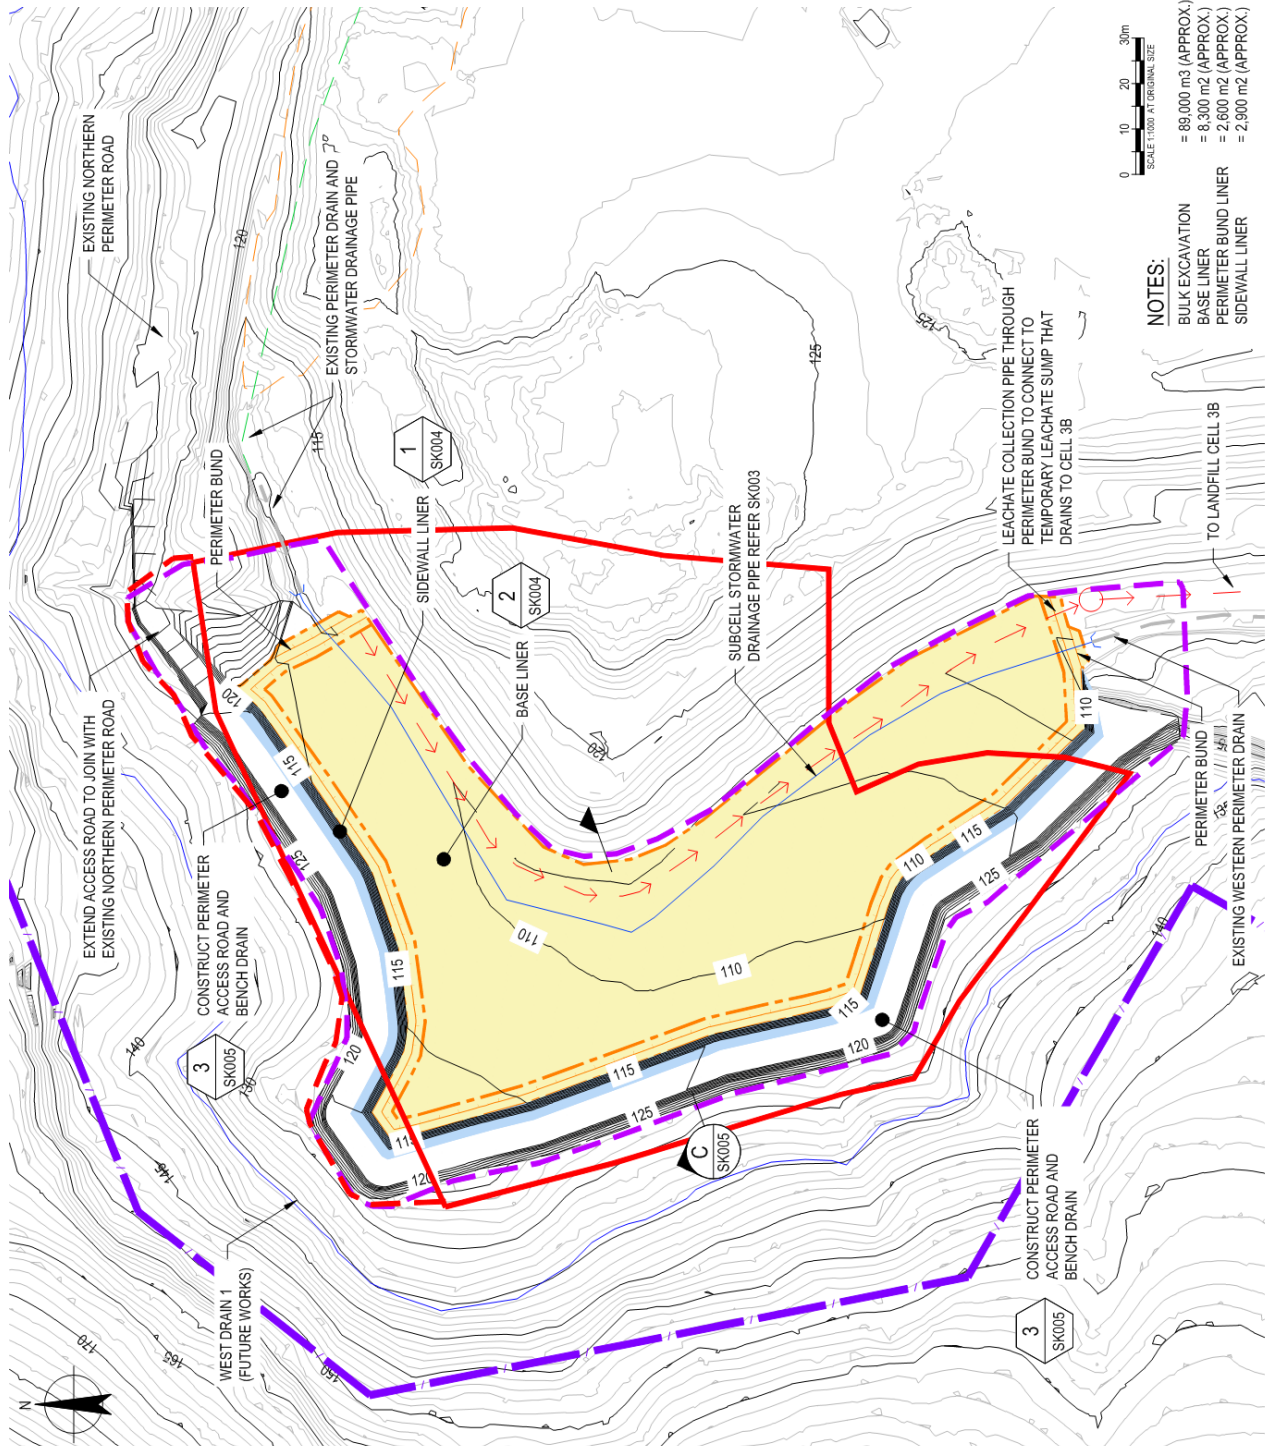 EXISTING NORTHERN
PERIMETER ROAD
EXISTING PERIMETER DRAIN AND
STORMWATER DRAINAGE PIPE
PERIMETER BUND
SIDEWALL LINER
1
SK004
2
SK004
BASE LINER
SUBCELL STORMWATER
DRAINAGE PIPE REFER SK003
LEACHATE COLLECTION PIPE THROUGH
PERIMETER BUND TO CONNECT TO
TEMPORARY LEACHATE SUMP THAT
DRAINS TO CELL 3B
TO LANDFILL CELL 3B
0 10 20 30m
SCALE 1:1000 AT ORIGINAL SIZE
NOTES:
BULK EXCAVATION = 89,000 m3 (APPROX.)
BASE LINER = 8,300 m2 (APPROX.)
PERIMETER BUND LINER = 2,600 m2 (APPROX.)
SIDEWALL LINER = 2,900 m2 (APPROX.)
EXTEND ACCESS ROAD TO JOIN WITH
EXISTING NORTHERN PERIMETER ROAD
CONSTRUCT PERIMETER
ACCESS ROAD AND
BENCH DRAIN
3
SK005
WEST DRAIN 1
(FUTURE WORKS)
C
SK005
PERIMETER BUND
EXISTING WESTERN PERIMETER DRAIN
CONSTRUCT PERIMETER
ACCESS ROAD AND
BENCH DRAIN
3
SK005
N
120
115
125
125
120
120
115
125
115
120
115
120
115
125
110
110
115
120
110
115
125
110
140
130
145
150
165
170
140